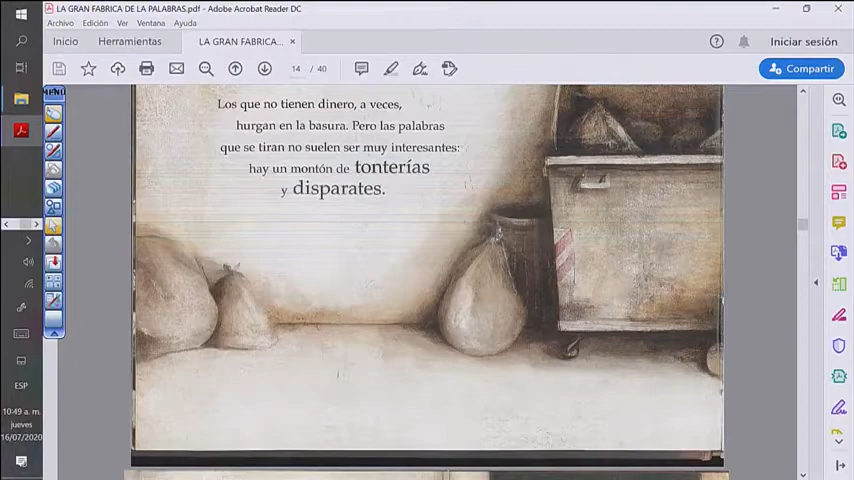 LA GRAN FABRICA DE LA PALABRAS.pdf - Adobe Acrobat Reader DC
Archivo Edición Ver Ventana Ayuda
Inicio Herramientas LA GRAN FABRICA... × Iniciar sesión
14 / 40 Compartir
MENÚ
Los que no tienen dinero, a veces,
hurgan en la basura. Pero las palabras
que se tiran no suelen ser muy interesantes:
hay un montón de tonterías
y disparates.
ESP
10:49 a. m.
jueves
16/07/2020